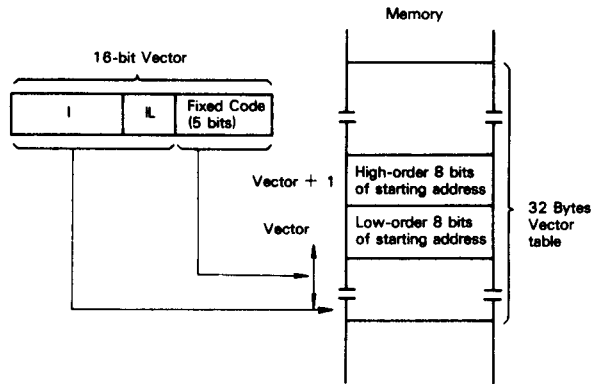 Memory
16-bit Vector
I
IL
Fixed Code
(5 bits)
Vector + 1
High-order 8 bits
of starting address
Vector
Low-order 8 bits
of starting address
32 Bytes
Vector
table